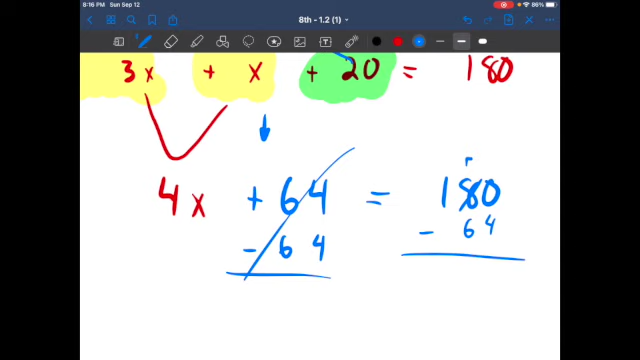 8:16 PM Sun Sep 12
86%
8th - 1.2 (1)
3x + x + 20 = 180
4x + 64 = 180
- 64 - 64